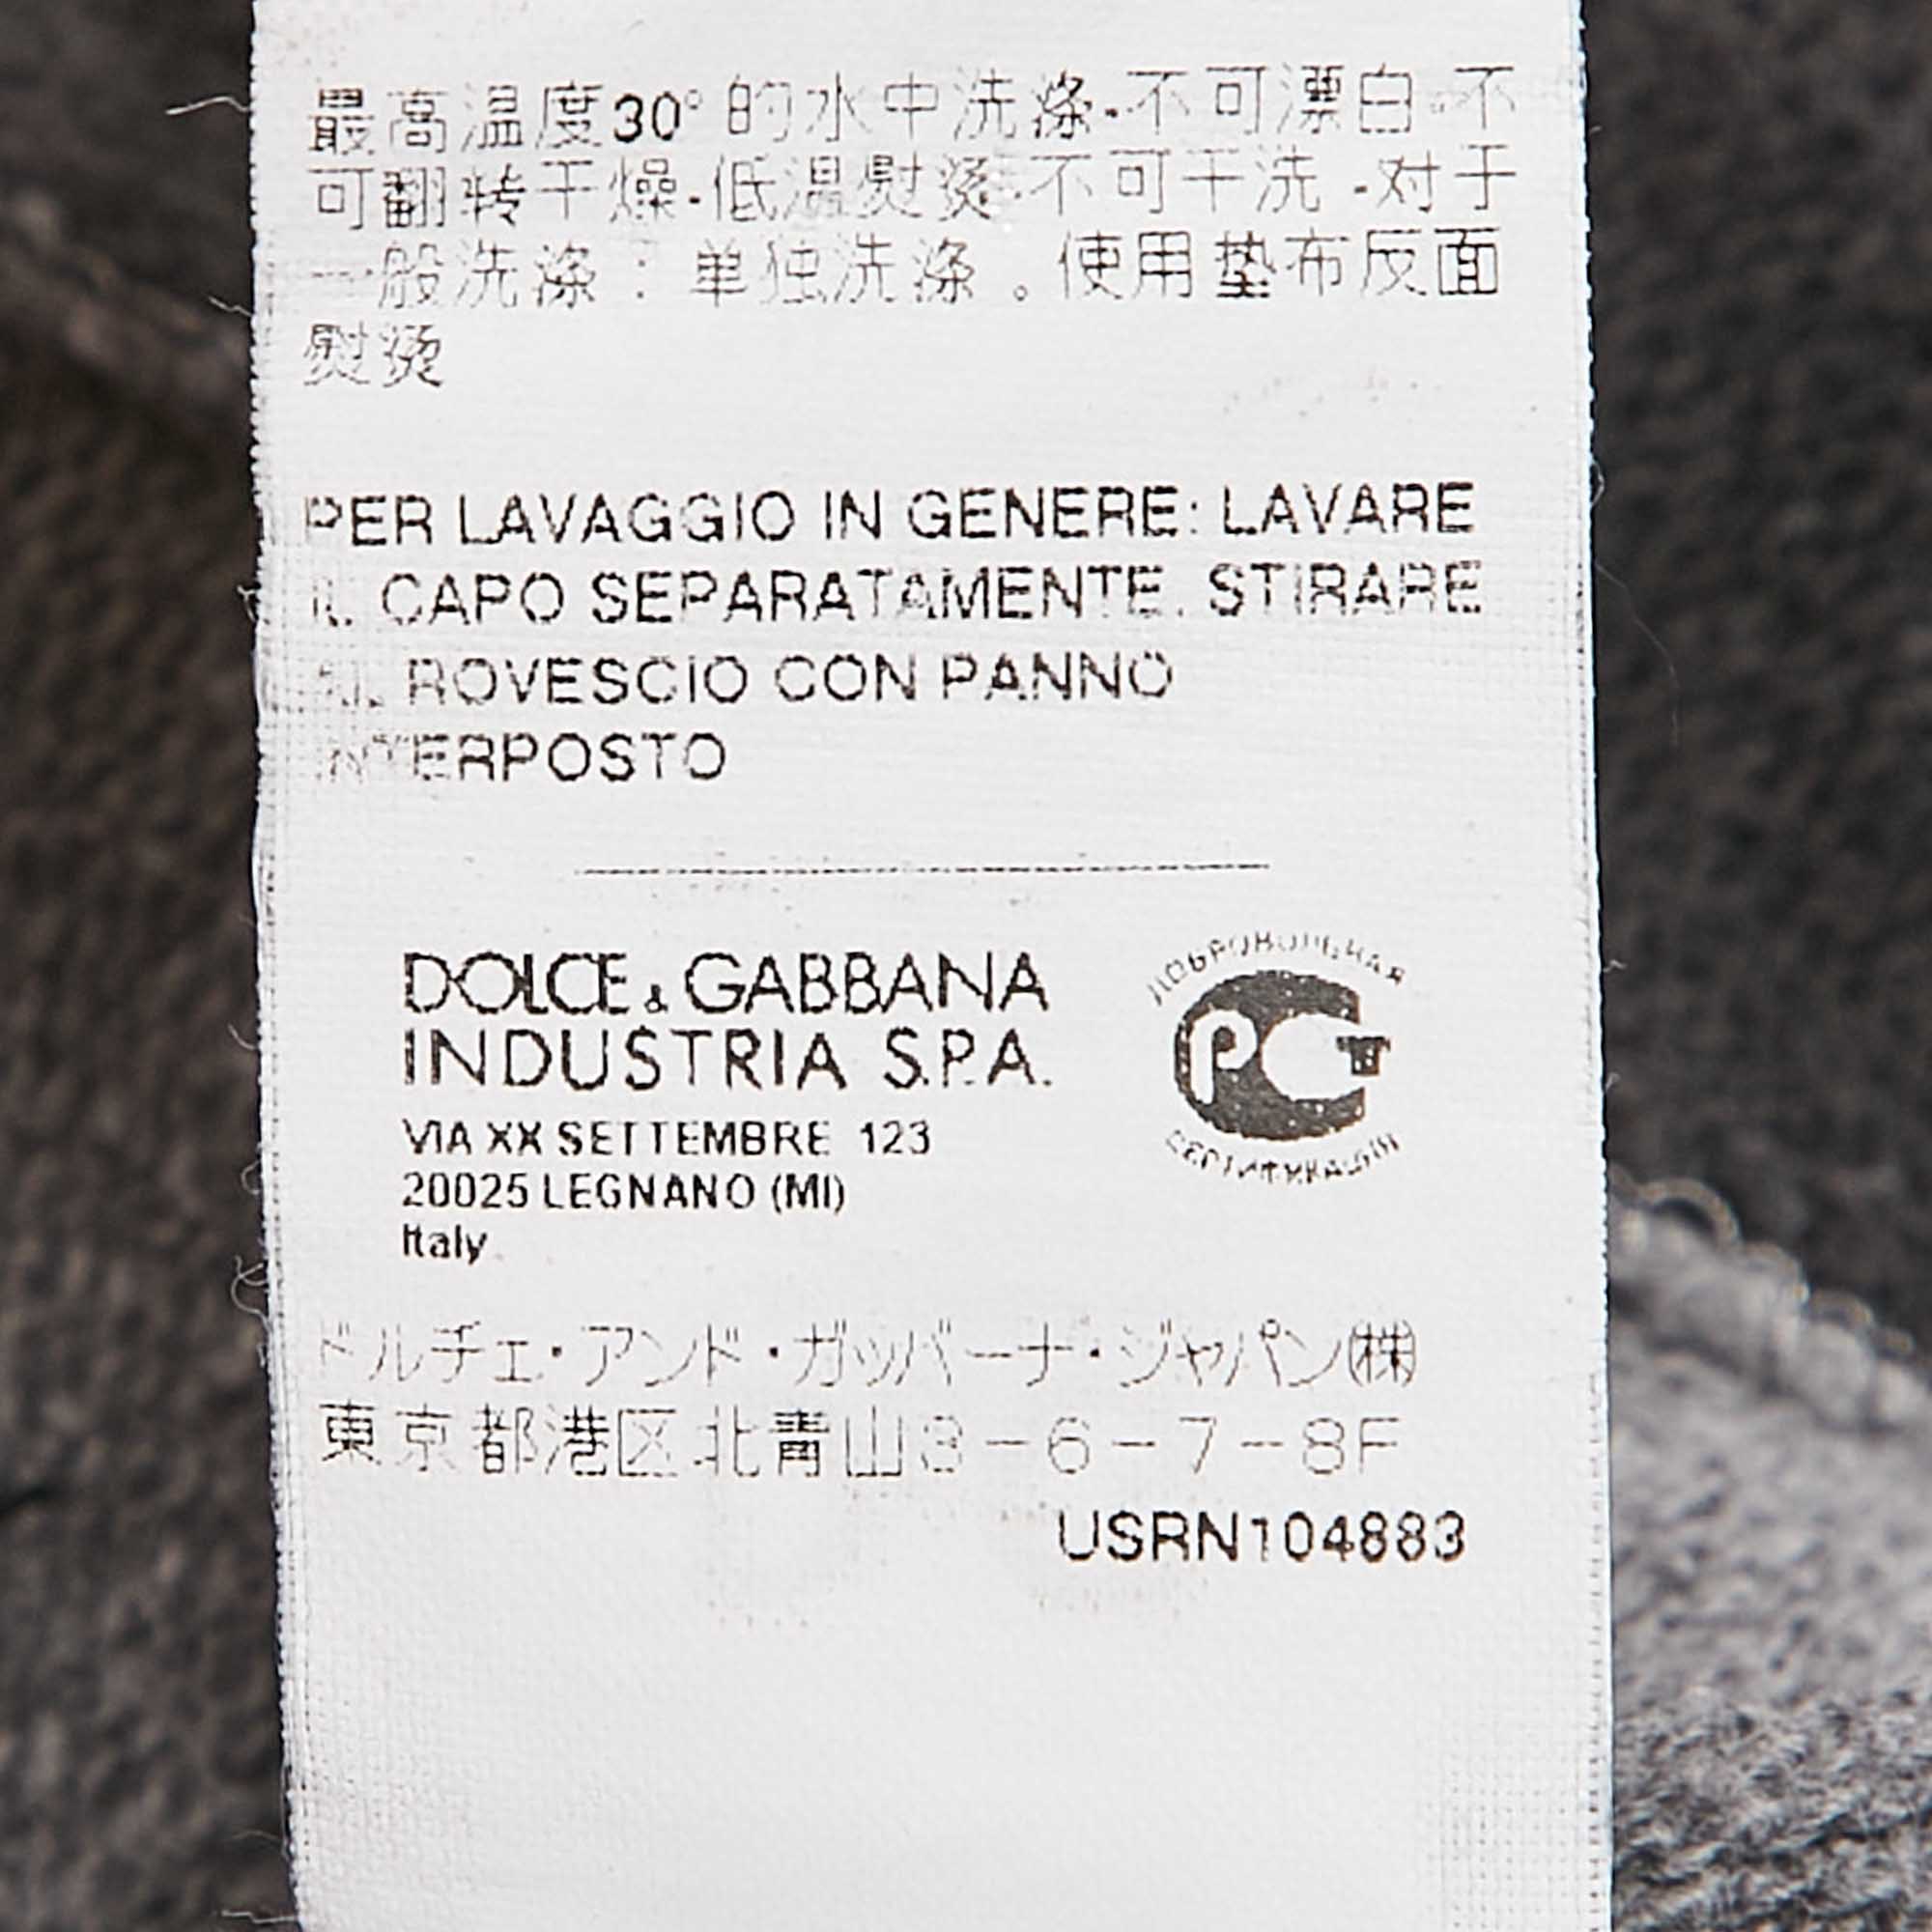 最高温度30° 的水中洗涤-不可漂白-不
可翻转干燥-低温熨烫-不可干洗 -对于
一般洗涤：单独洗涤。使用垫布反面
熨烫
PER LAVAGGIO IN GENERE: LAVARE
IL CAPO SEPARATAMENTE. STIRARE
AL ROVESCIO CON PANNO
INTERPOSTO
DOLCE & GABBANA
INDUSTRIA S.P.A.
VIA XX SETTEMBRE 123
20025 LEGNANO (MI)
Italy
ДОБРОВОЛЬНАЯ
РСТ
СЕРТИФИКАЦИЯ
ドルチェ・アンド・ガッバーナ・ジャパン㈱
東京都港区北青山3-6-7-8F
USRN104883